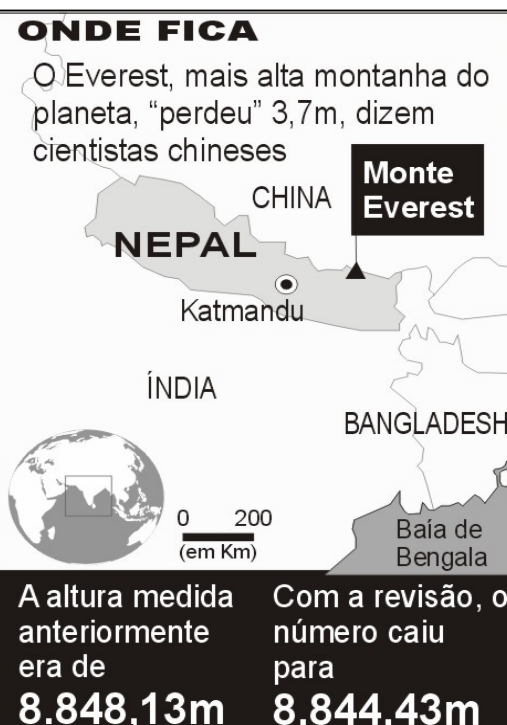 ONDE FICA
O Everest, mais alta montanha do
planeta, “perdeu” 3,7m, dizem
cientistas chineses
Monte
Everest
CHINA
NEPAL
Katmandu
ÍNDIA
BANGLADESH
0 200
(em Km)
Baía de
Bengala
A altura medida
anteriormente
era de
8.848,13m
Com a revisão, o
número caiu
para
8.844,43m